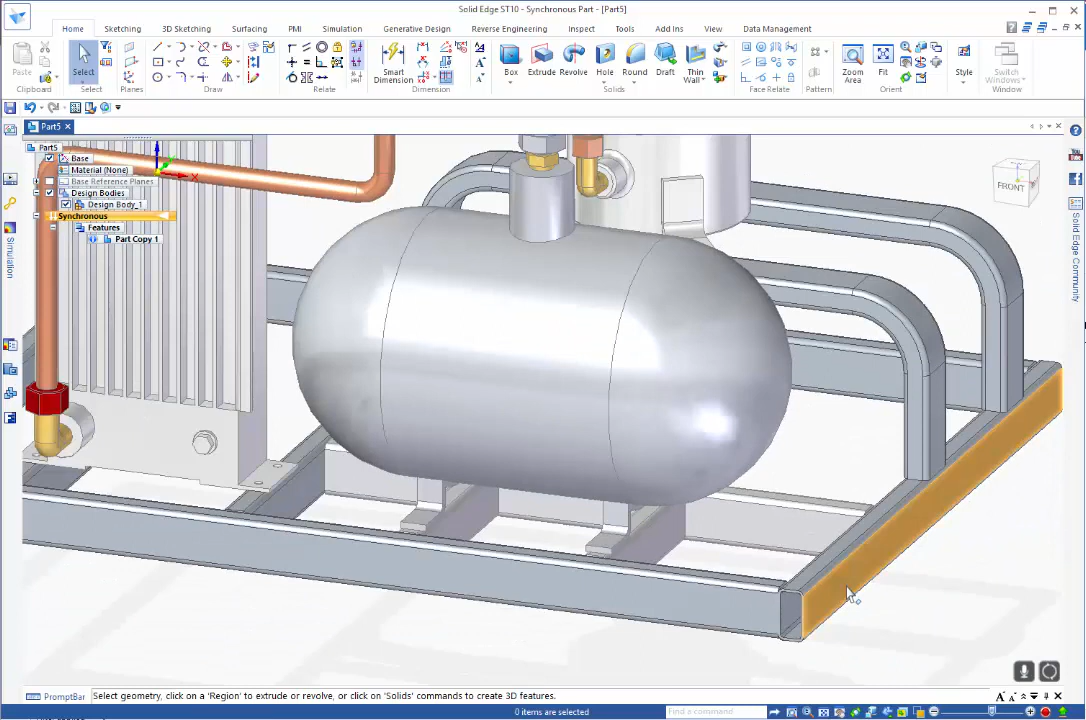 Solid Edge ST10 - Synchronous Part - [Part5]
Home Sketching 3D Sketching Surfacing PMI Simulation Generative Design Reverse Engineering Inspect Tools Add Ins View Data Management
Paste
Select
Smart Dimension
Box Extrude Revolve Hole Round Draft Thin Wall
Zoom Area Fit
Style
Switch Windows
Clipboard Select Planes Draw Relate Dimension Solids Face Relate Pattern Orient Style Window
Part5
Part5
Base
Material (None)
Base Reference Planes
Design Bodies
Design Body_1
Synchronous
Features
Part Copy 1
X
FRONT
Simulation
Solid Edge Community
PromptBar Select geometry, click on a 'Region' to extrude or revolve, or click on 'Solids' commands to create 3D features.
0 items are selected
Find a command